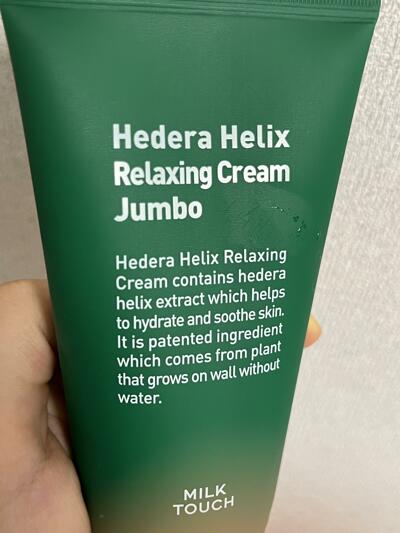 Hedera Helix
Relaxing Cream
Jumbo
Hedera Helix Relaxing
Cream contains hedera
helix extract which helps
to hydrate and soothe skin.
It is patented ingredient
which comes from plant
that grows on wall without
water.
MILK
TOUCH